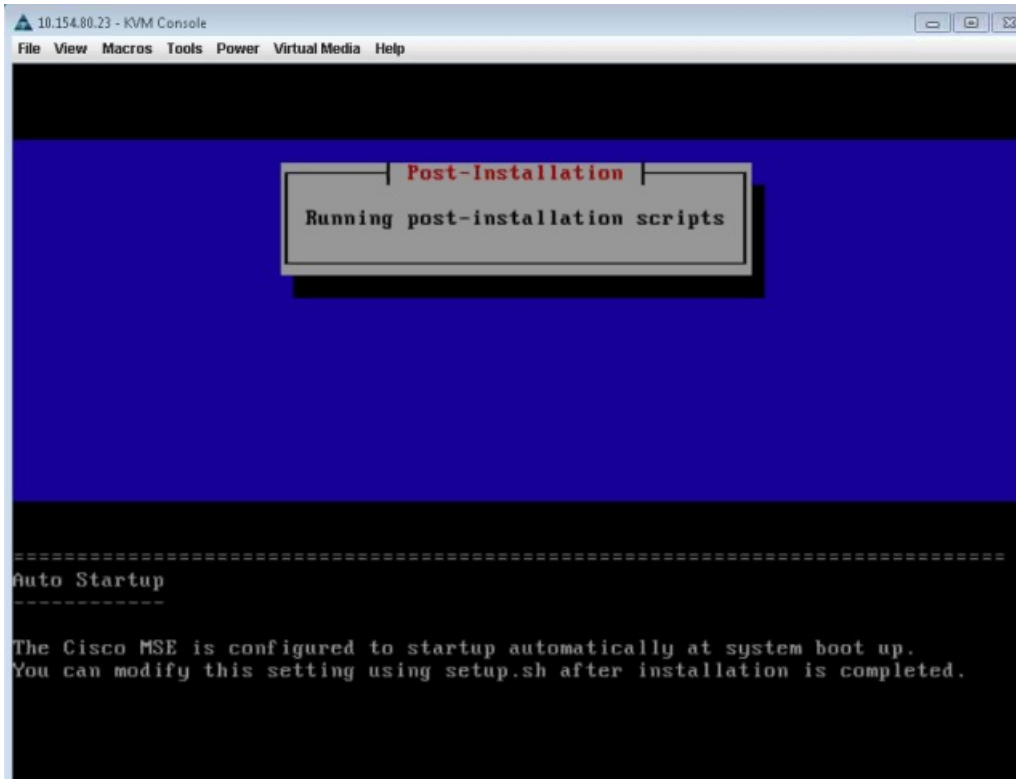 10.154.80.23 - KVM Console
File View Macros Tools Power Virtual Media Help
Post-Installation
Running post-installation scripts
===============================================================================
Auto Startup
------------
The Cisco MSE is configured to startup automatically at system boot up.
You can modify this setting using setup.sh after installation is completed.